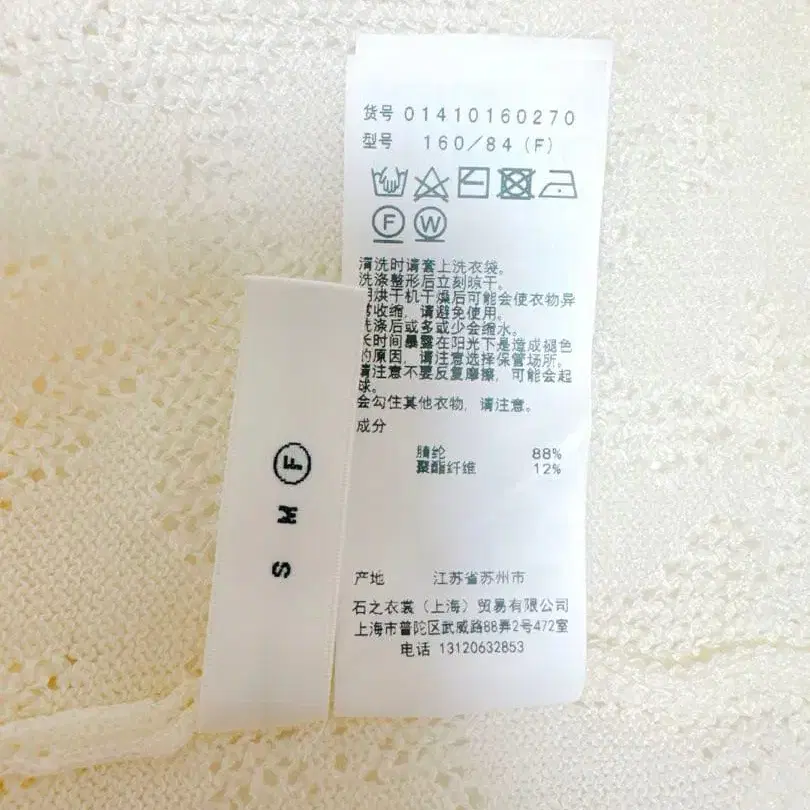 货号 01410160270
型号 160/84 (F)
F W
清洗时请套上洗衣袋。
洗涤整形后立刻晾干。
用烘干机干燥后可能会使衣物异
常收缩，请避免使用。
洗涤后或多或少会缩水。
长时间暴露在阳光下是造成褪色
的原因，请注意选择保管场所。
请注意不要反复摩擦，可能会起
球。
会勾住其他衣物，请注意。
成分
腈纶 88%
聚酯纤维 12%
产地 江苏省苏州市
石之衣裳（上海）贸易有限公司
上海市普陀区武威路88弄2号472室
电话 13120632853
S M F